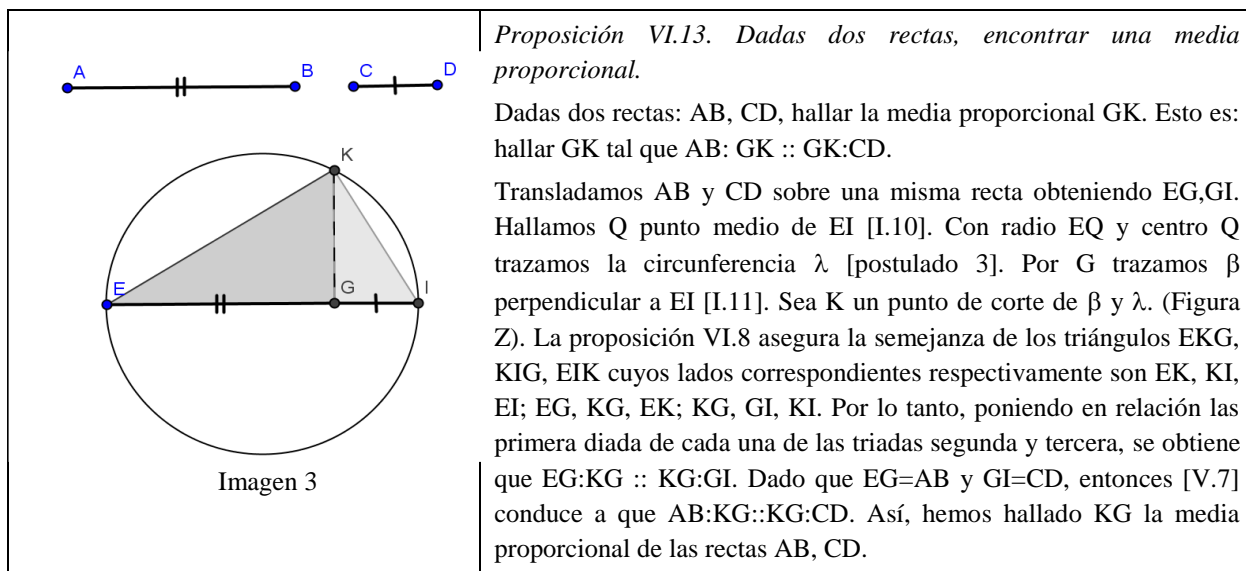 A B C D
K
E G I
Imagen 3
Proposición VI.13. Dadas dos rectas, encontrar una media
proporcional.
Dadas dos rectas: AB, CD, hallar la media proporcional GK. Esto es:
hallar GK tal que AB: GK :: GK:CD.
Transladamos AB y CD sobre una misma recta obteniendo EG,GI.
Hallamos Q punto medio de EI [I.10]. Con radio EQ y centro Q
trazamos la circunferencia λ [postulado 3]. Por G trazamos β
perpendicular a EI [I.11]. Sea K un punto de corte de β y λ. (Figura
Z). La proposición VI.8 asegura la semejanza de los triángulos EKG,
KIG, EIK cuyos lados correspondientes respectivamente son EK, KI,
EI; EG, KG, EK; KG, GI, KI. Por lo tanto, poniendo en relación las
primera diada de cada una de las triadas segunda y tercera, se obtiene
que EG:KG :: KG:GI. Dado que EG=AB y GI=CD, entonces [V.7]
conduce a que AB:KG::KG:CD. Así, hemos hallado KG la media
proporcional de las rectas AB, CD.